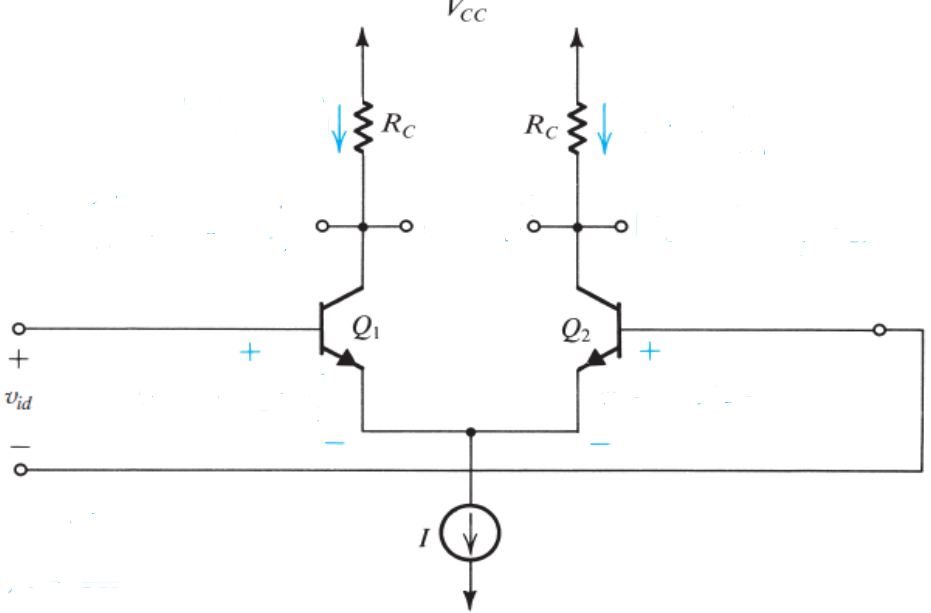 V_CC
R_C R_C
+ Q_1 Q_2 +
+
v_id
− − −
I